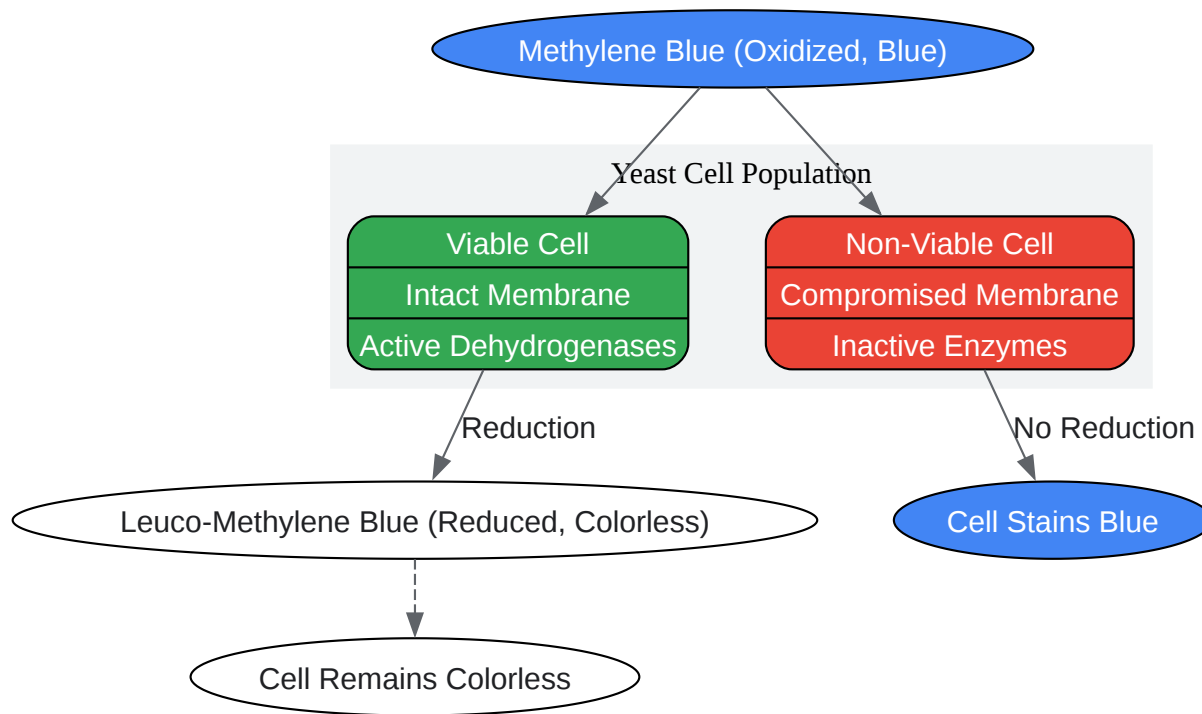 Methylene Blue (Oxidized, Blue)
Yeast Cell Population
Viable Cell
Intact Membrane
Active Dehydrogenases
Non-Viable Cell
Compromised Membrane
Inactive Enzymes
Reduction
No Reduction
Leuco-Methylene Blue (Reduced, Colorless)
Cell Stains Blue
Cell Remains Colorless